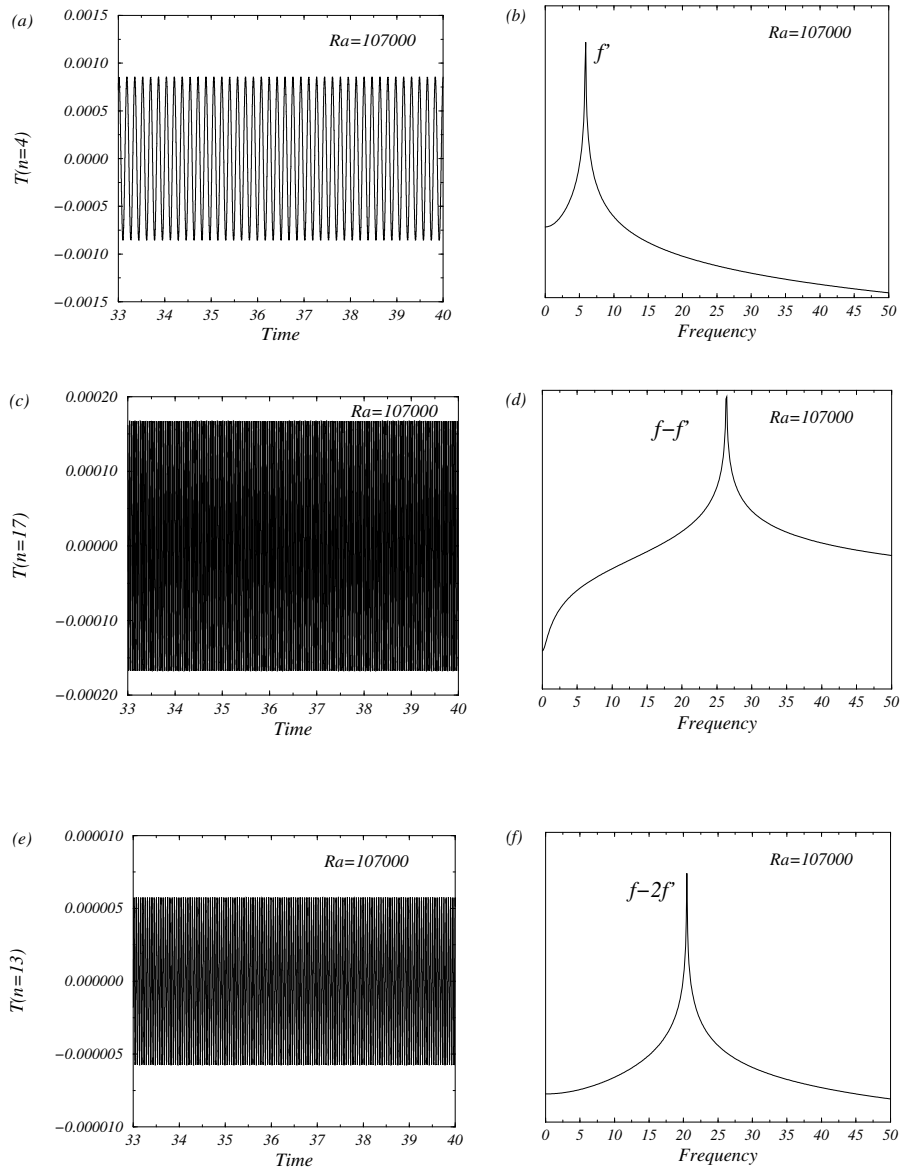 (a)
0.0015
0.0010
0.0005
0.0000
−0.0005
−0.0010
−0.0015
T(n=4)
Ra=107000
33 34 35 36 37 38 39 40
Time
(b)
Ra=107000
f’
0 5 10 15 20 25 30 35 40 45 50
Frequency
(c)
0.00020
0.00010
0.00000
−0.00010
−0.00020
T(n=17)
Ra=107000
33 34 35 36 37 38 39 40
Time
(d)
f−f’
Ra=107000
0 5 10 15 20 25 30 35 40 45 50
Frequency
(e)
0.000010
0.000005
0.000000
−0.000005
−0.000010
T(n=13)
Ra=107000
33 34 35 36 37 38 39 40
Time
(f)
Ra=107000
f−2f’
0 5 10 15 20 25 30 35 40 45 50
Frequency